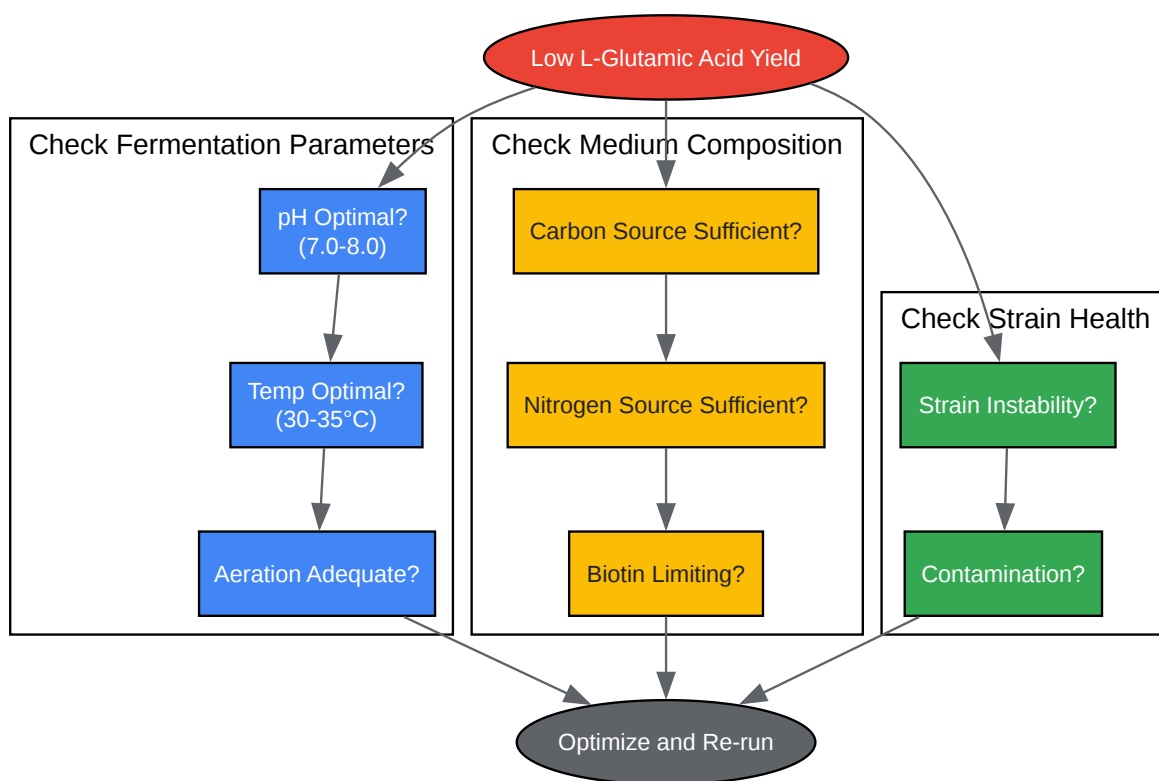 Low L-Glutamic Acid Yield
Check Fermentation Parameters
pH Optimal?
(7.0-8.0)
Temp Optimal?
(30-35°C)
Aeration Adequate?
Check Medium Composition
Carbon Source Sufficient?
Nitrogen Source Sufficient?
Biotin Limiting?
Check Strain Health
Strain Instability?
Contamination?
Optimize and Re-run